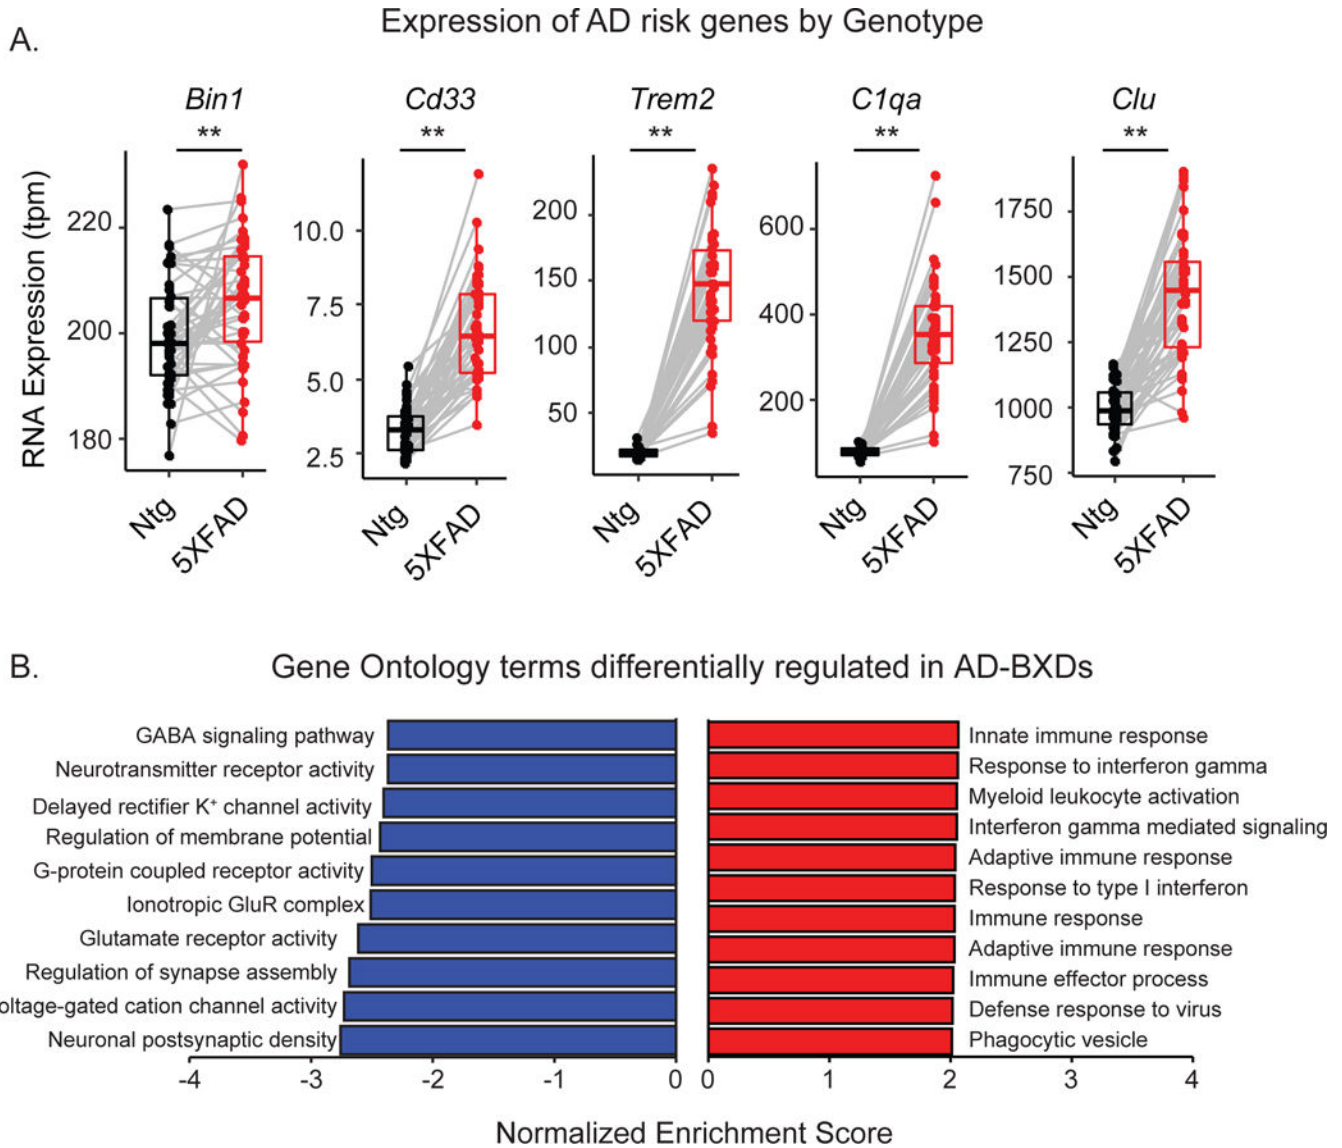 Expression of AD risk genes by Genotype
A.
Bin1
Cd33
Trem2
C1qa
Clu
** ** ** ** **
RNA Expression (tpm)
220
200
180
10.0
7.5
5.0
2.5
200
150
100
50
600
400
200
1750
1500
1250
1000
750
Ntg 5XFAD
Ntg 5XFAD
Ntg 5XFAD
Ntg 5XFAD
Ntg 5XFAD
B.
Gene Ontology terms differentially regulated in AD-BXDs
GABA signaling pathway
Neurotransmitter receptor activity
Delayed rectifier K⁺ channel activity
Regulation of membrane potential
G-protein coupled receptor activity
Ionotropic GluR complex
Glutamate receptor activity
Regulation of synapse assembly
oltage-gated cation channel activity
Neuronal postsynaptic density
Innate immune response
Response to interferon gamma
Myeloid leukocyte activation
Interferon gamma mediated signaling
Adaptive immune response
Response to type I interferon
Immune response
Adaptive immune response
Immune effector process
Defense response to virus
Phagocytic vesicle
-4 -3 -2 -1 0 0 1 2 3 4
Normalized Enrichment Score